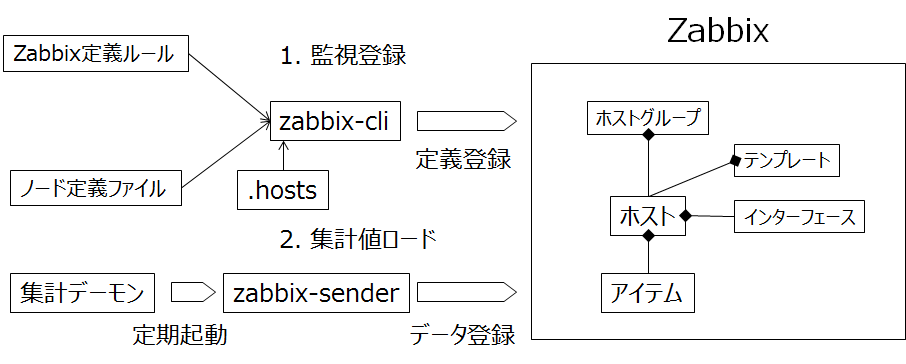 Zabbix
Zabbix定義ルール
1. 監視登録
zabbix-cli
定義登録
ノード定義ファイル
.hosts
2. 集計値ロード
集計デーモン
定期起動
zabbix-sender
データ登録
ホストグループ
テンプレート
ホスト
インターフェース
アイテム